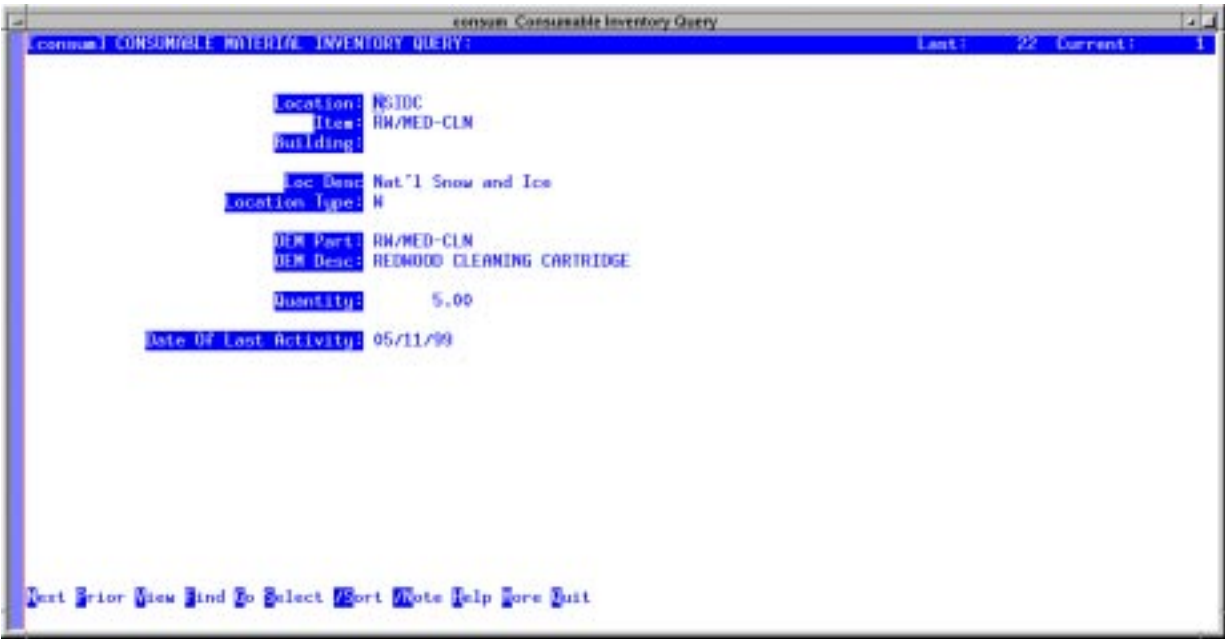 consum Consumable Inventory Query
[consum] CONSUMABLE MATERIAL INVENTORY QUERY: Last: 22 Current: 1
Location: NSIDC
Item: RW/MED-CLN
Building:
Loc Desc Nat'l Snow and Ice
Location Type: N
OEM Part: RW/MED-CLN
OEM Desc: REDWOOD CLEANING CARTRIDGE
Quantity: 5.00
Date Of Last Activity: 05/11/99
Next Prior View Find Go Select /Sort /Note Help More Quit